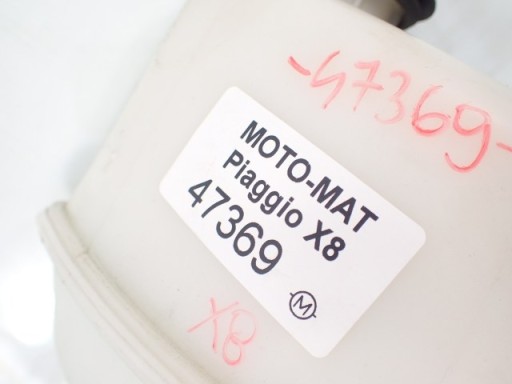 -47369-
MOTO-MAT
Piaggio X8
47369
M
X8